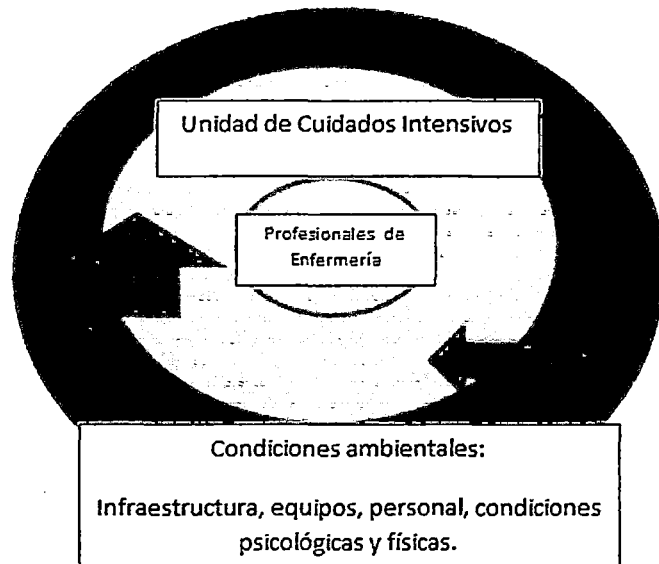 Unidad de Cuidados Intensivos
Profesionales de
Enfermería
Condiciones ambientales:
Infraestructura, equipos, personal, condiciones
psicológicas y físicas.